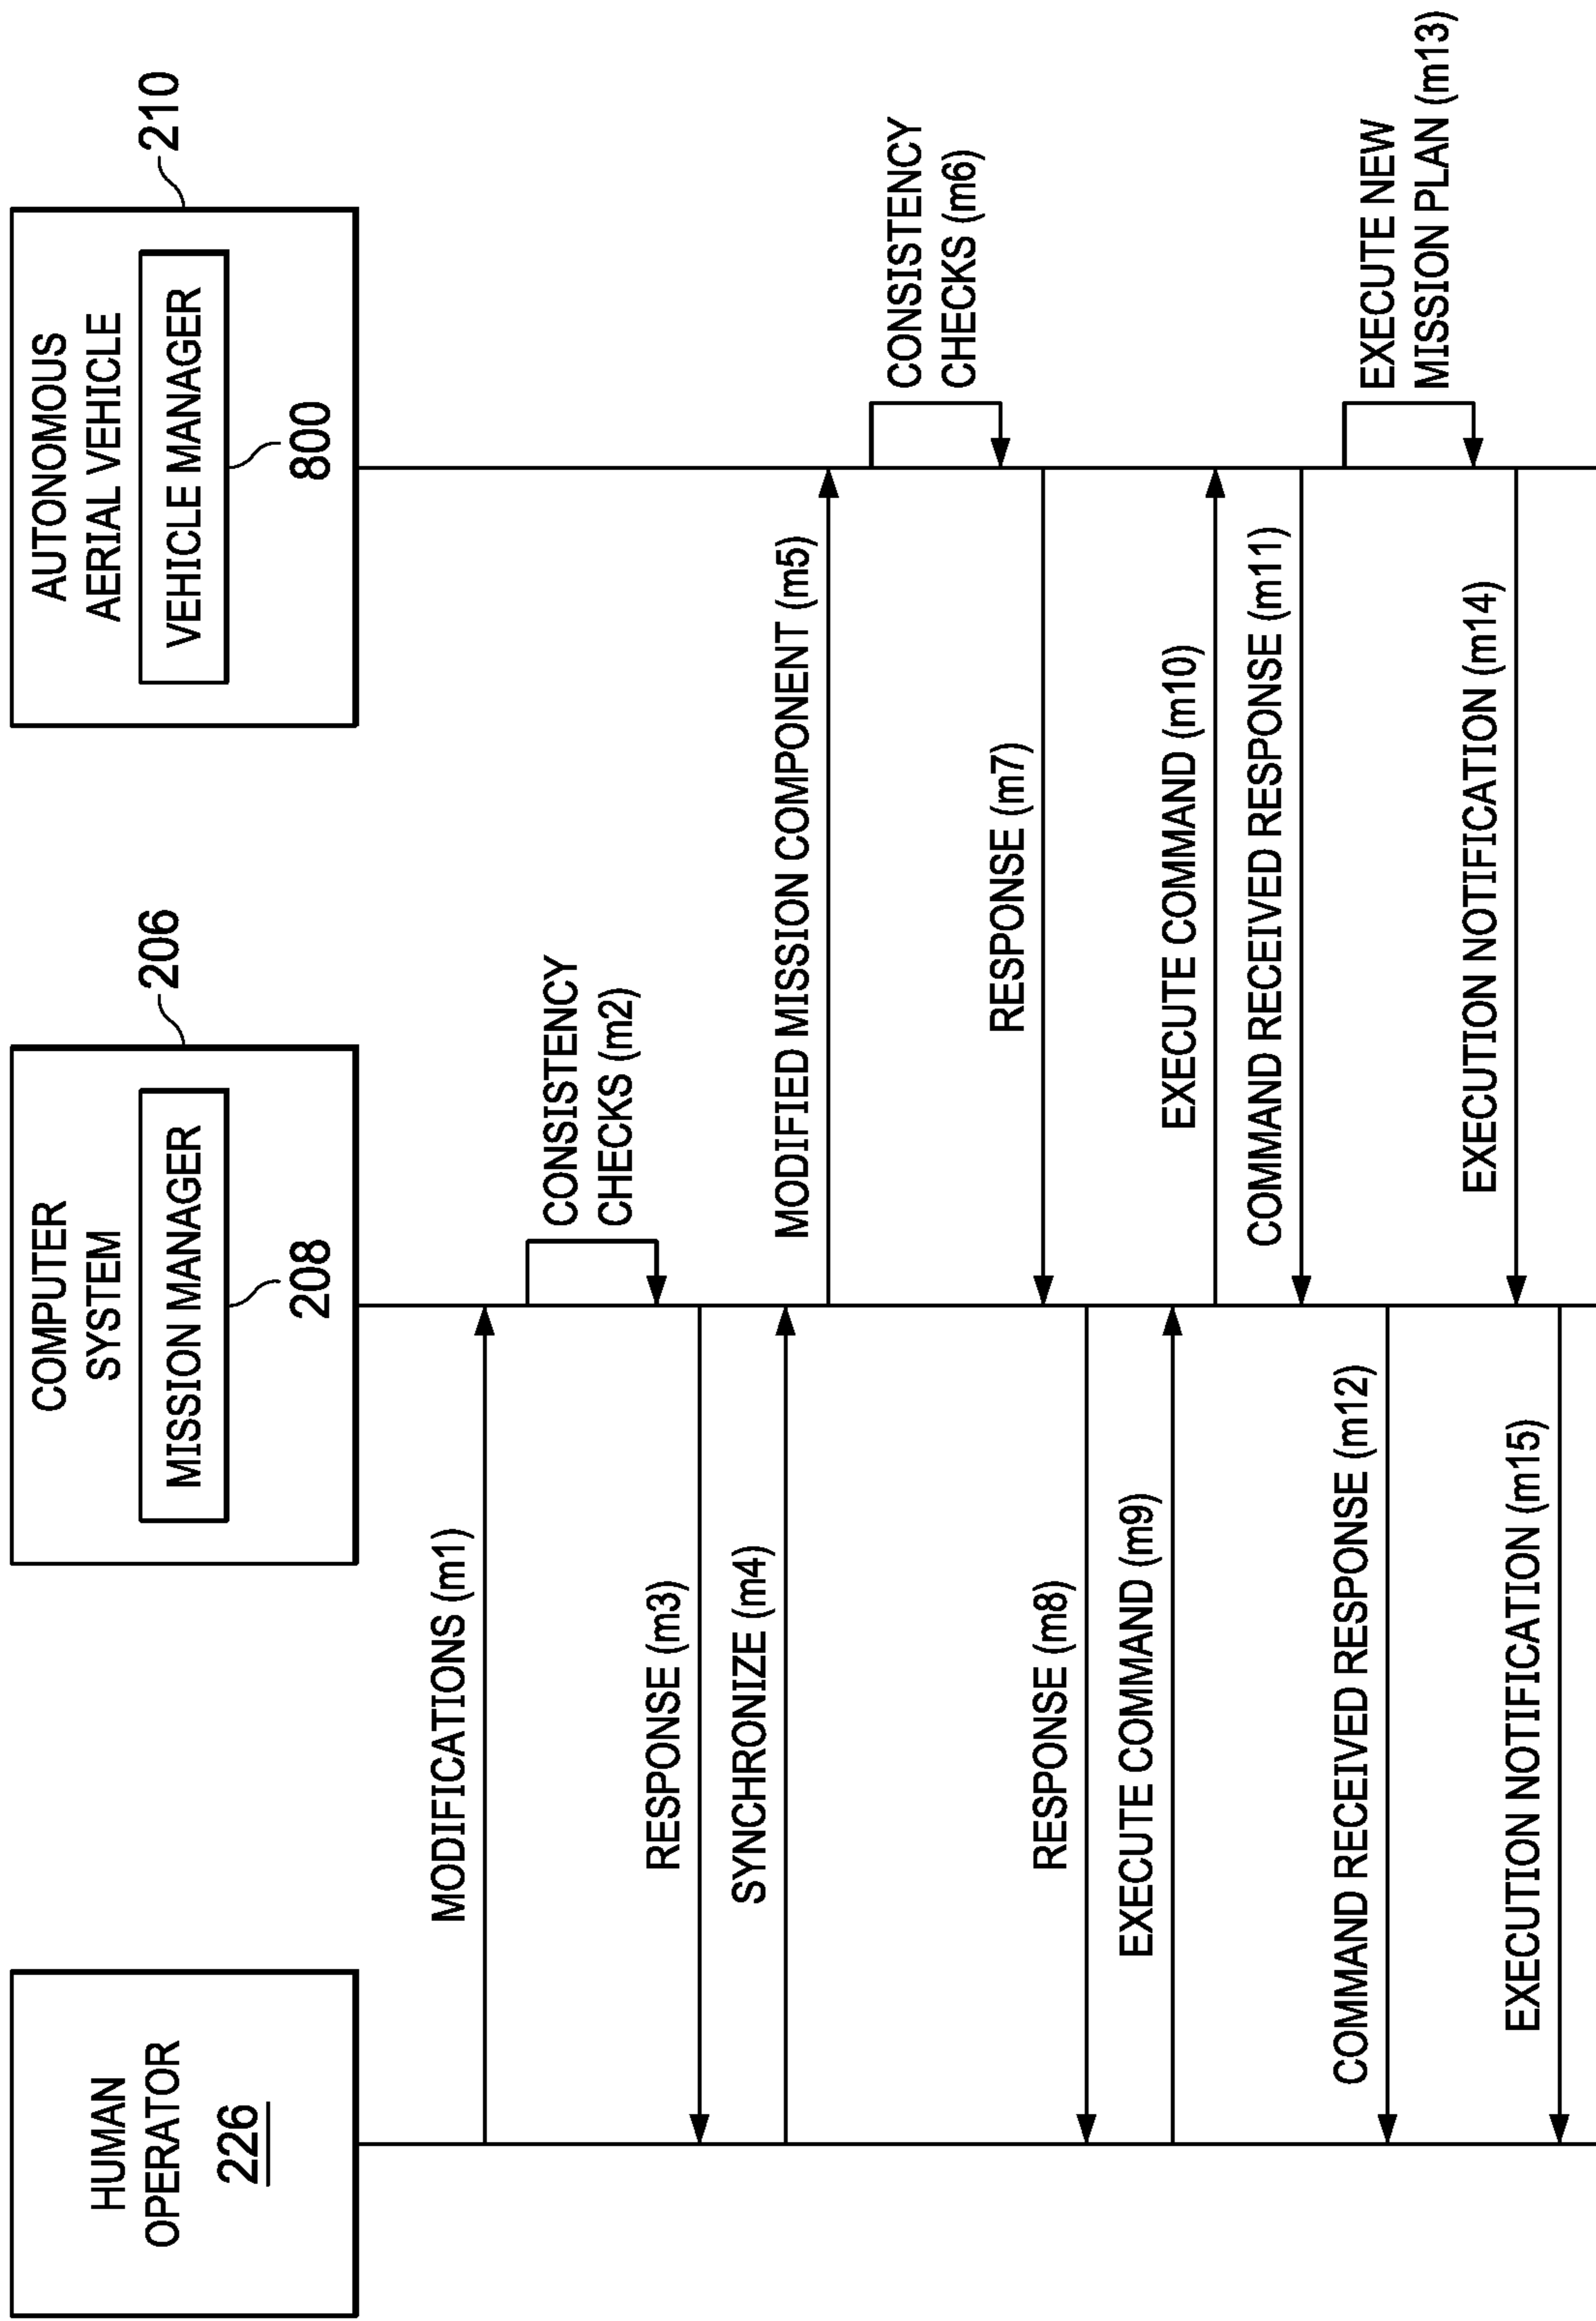 HUMAN
OPERATOR
226
COMPUTER
SYSTEM
MISSION MANAGER
208
206
AUTONOMOUS
AERIAL VEHICLE
VEHICLE MANAGER
800
210
MODIFICATIONS (m1)
CONSISTENCY
CHECKS (m2)
RESPONSE (m3)
SYNCHRONIZE (m4)
MODIFIED MISSION COMPONENT (m5)
CONSISTENCY
CHECKS (m6)
RESPONSE (m7)
RESPONSE (m8)
EXECUTE COMMAND (m9)
EXECUTE COMMAND (m10)
COMMAND RECEIVED RESPONSE (m11)
COMMAND RECEIVED RESPONSE (m12)
EXECUTE NEW
MISSION PLAN (m13)
EXECUTION NOTIFICATION (m14)
EXECUTION NOTIFICATION (m15)